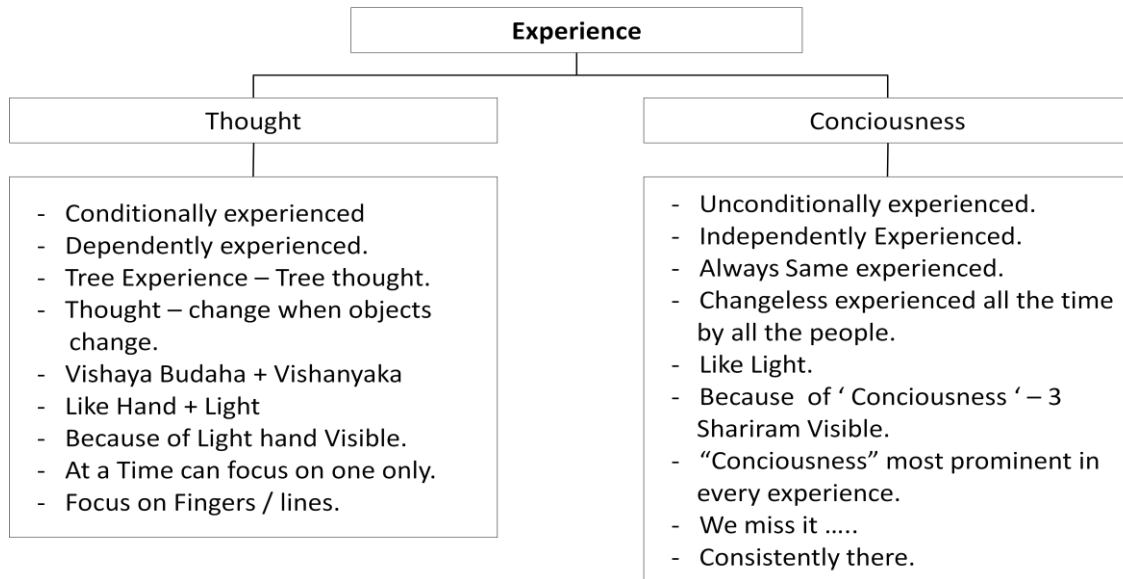 Experience
Thought
- Conditionally experienced
- Dependently experienced.
- Tree Experience – Tree thought.
- Thought – change when objects
change.
- Vishaya Budaha + Vishanyaka
- Like Hand + Light
- Because of Light hand Visible.
- At a Time can focus on one only.
- Focus on Fingers / lines.
Conciousness
- Unconditionally experienced.
- Independently Experienced.
- Always Same experienced.
- Changeless experienced all the time
by all the people.
- Like Light.
- Because of ‘ Conciousness ‘ – 3
Shariram Visible.
- “Conciousness” most prominent in
every experience.
- We miss it .....
- Consistently there.